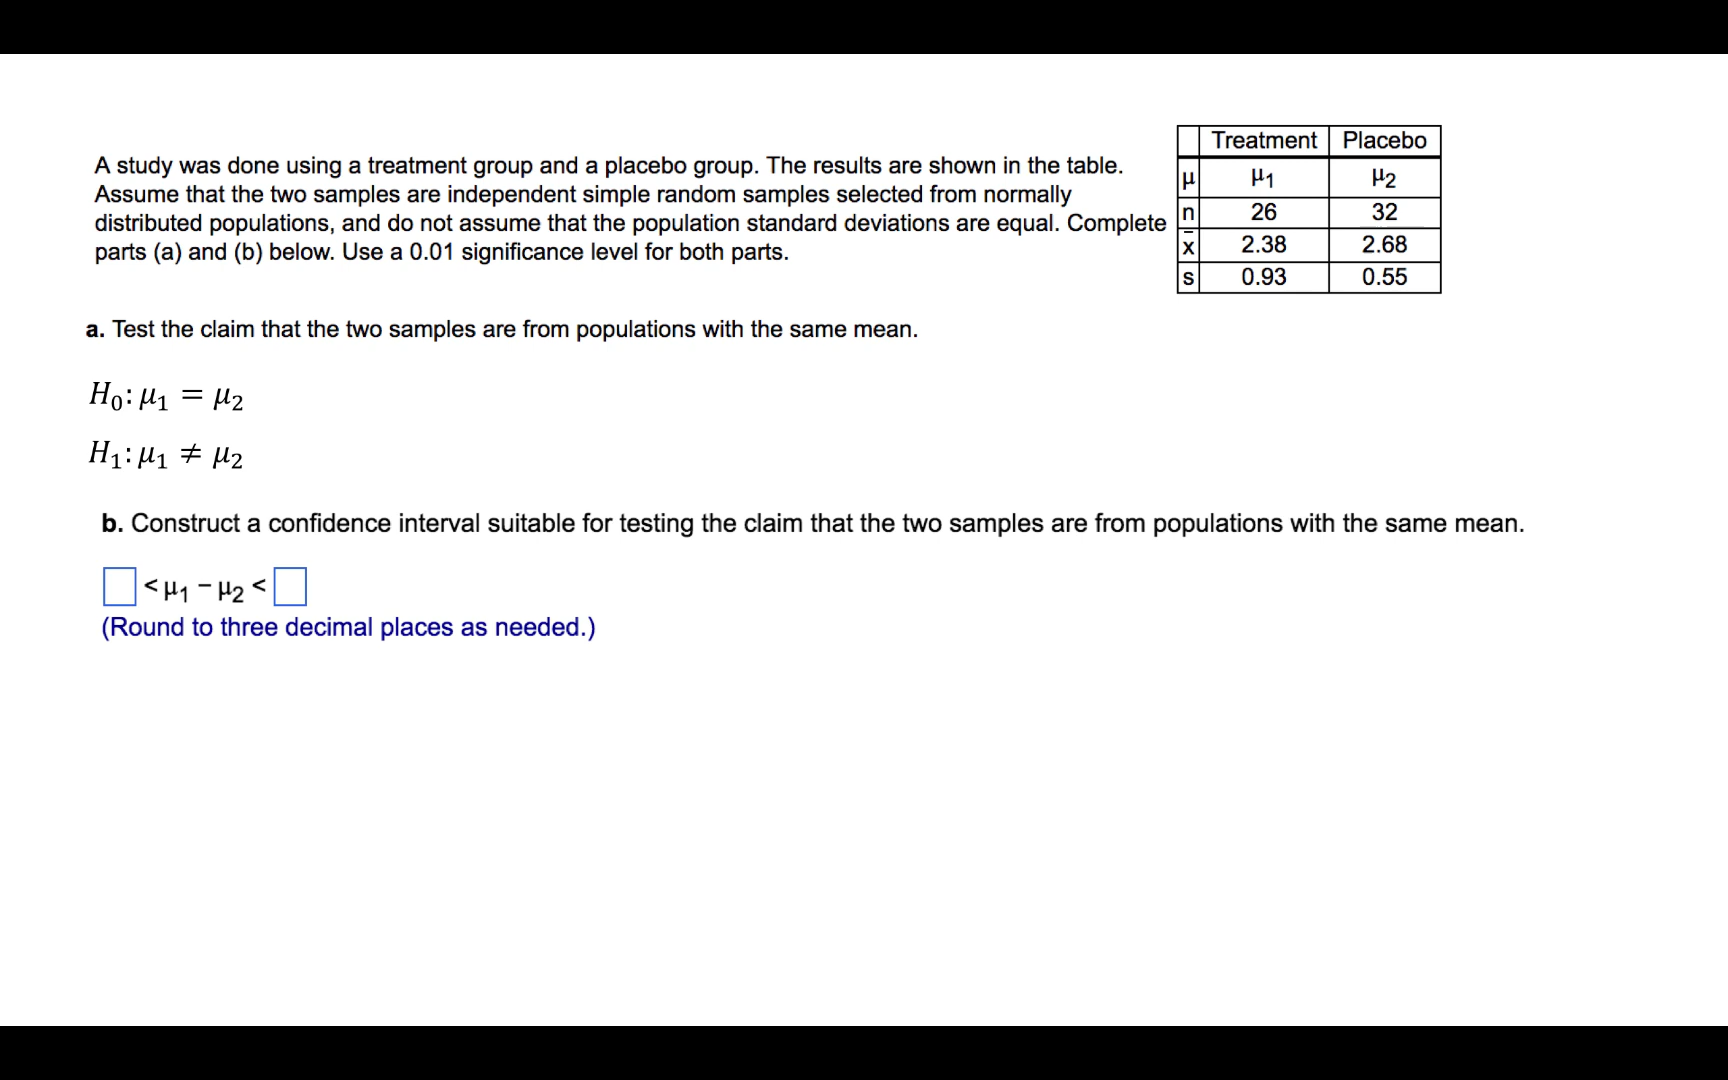 A study was done using a treatment group and a placebo group. The results are shown in the table.
Assume that the two samples are independent simple random samples selected from normally
distributed populations, and do not assume that the population standard deviations are equal. Complete
parts (a) and (b) below. Use a 0.01 significance level for both parts.
Treatment Placebo
μ μ₁ μ₂
n 26 32
x̄ 2.38 2.68
s 0.93 0.55
a. Test the claim that the two samples are from populations with the same mean.
H₀: μ₁ = μ₂
H₁: μ₁ ≠ μ₂
b. Construct a confidence interval suitable for testing the claim that the two samples are from populations with the same mean.
< μ₁ − μ₂ <
(Round to three decimal places as needed.)